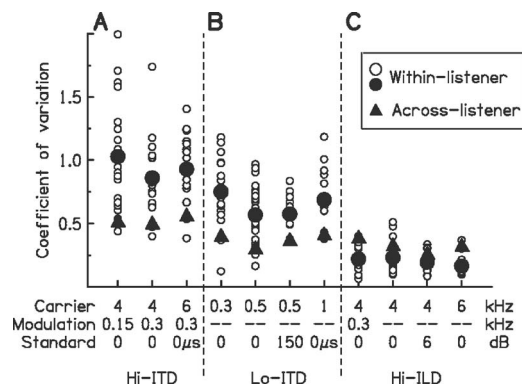 A B C
Within-listener
Across-listener
Coefficient of variation
1.5
1.0
0.5
Carrier 4 4 6 0.3 0.5 0.5 1 4 4 4 6 kHz
Modulation 0.15 0.3 0.3 --- --- --- --- 0.3 --- --- --- kHz
Standard 0 0 0µs 0 0 150 0µs 0 0 6 0 dB
Hi-ITD Lo-ITD Hi-ILD